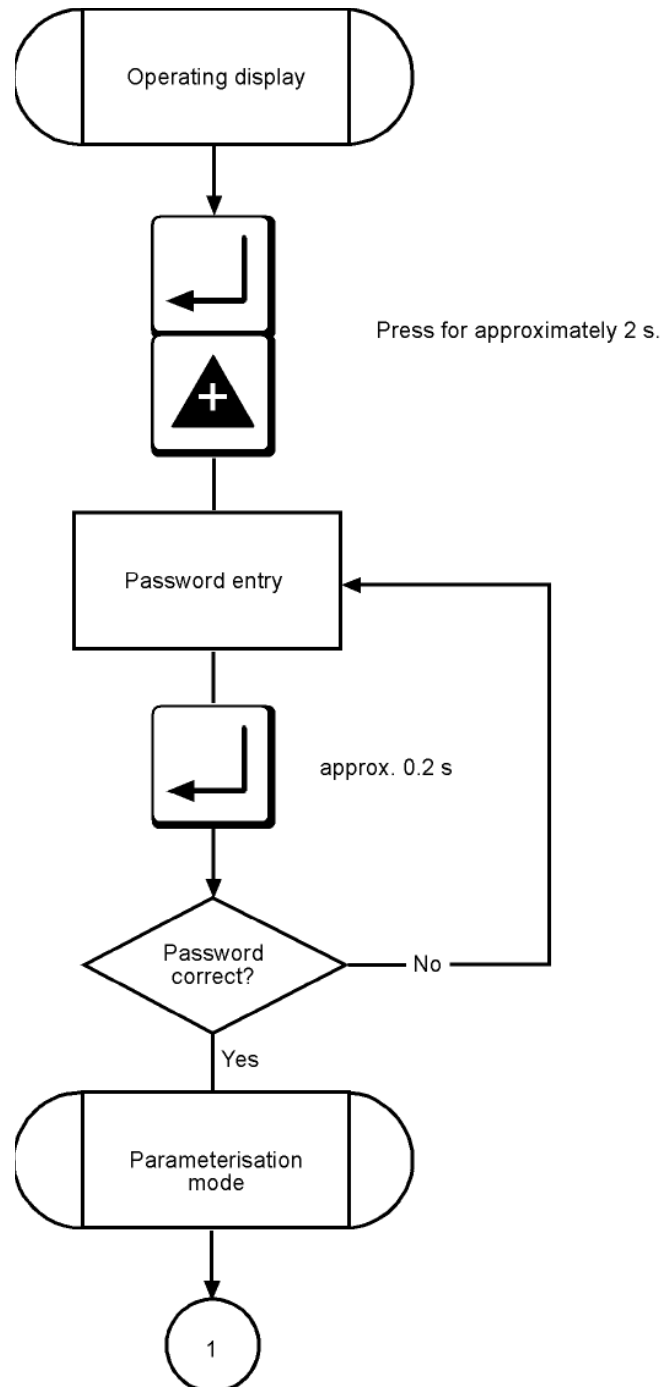 Operating display
+
Press for approximately 2 s.
Password entry
approx. 0.2 s
Password
correct?
No
Yes
Parameterisation
mode
1